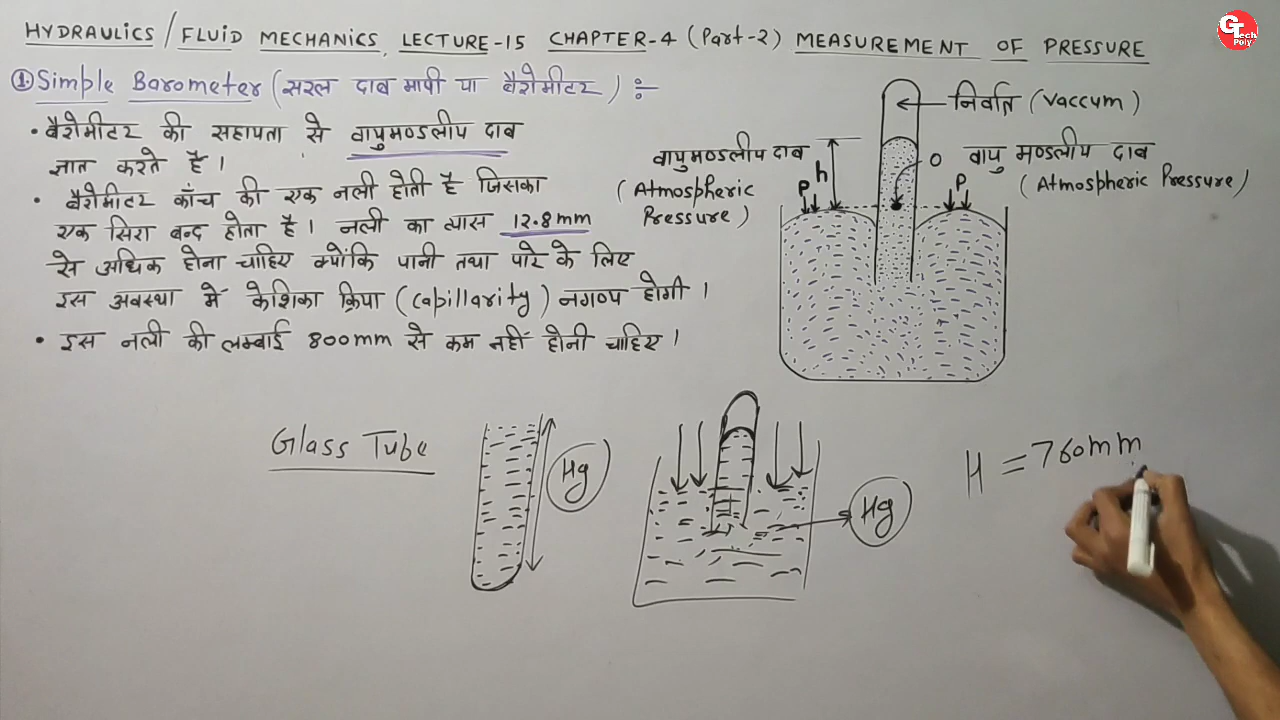 HYDRAULICS/FLUID MECHANICS, LECTURE-15 CHAPTER-4 (Part-2) MEASUREMENT OF PRESSURE
GTech Poly
① Simple Barometer (सरल दाब मापी या बैरोमीटर) :-
• बैरोमीटर की सहायता से वायुमण्डलीय दाब
ज्ञात करते है।
• बैरोमीटर काँच की एक नली होती है जिसका
एक सिरा बन्द होता है। नली का व्यास 12.8mm
से अधिक होना चाहिए क्योंकि पानी तथा पारे के लिए
इस अवस्था में केशिका क्रिया (capillarity) नगण्य होगी।
• इस नली की लम्बाई 800mm से कम नहीं होनी चाहिए।
निर्वात (Vaccum)
वायुमण्डलीय दाब
(Atmospheric
Pressure)
P
h
O
वायु मण्डलीय दाब
(Atmospheric Pressure)
P
Glass Tube
Hg
Hg
H = 760mm